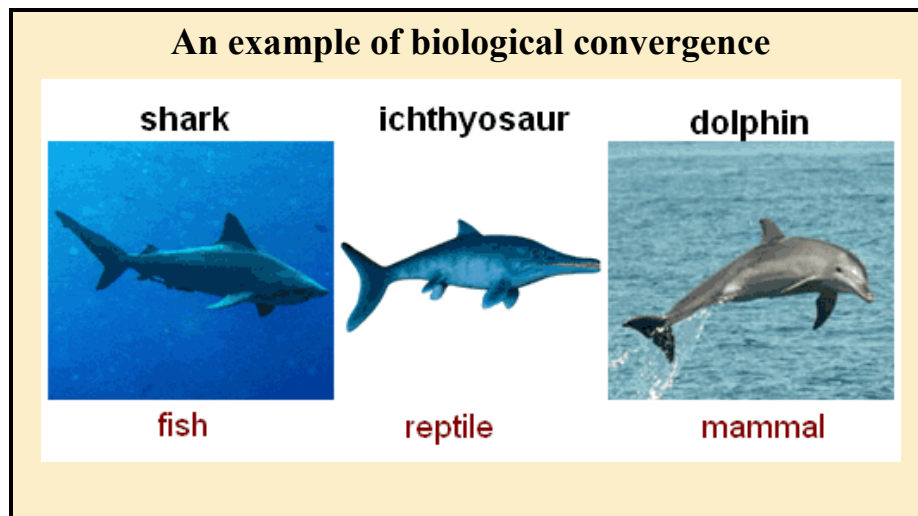 An example of biological convergence
shark ichthyosaur dolphin
fish reptile mammal